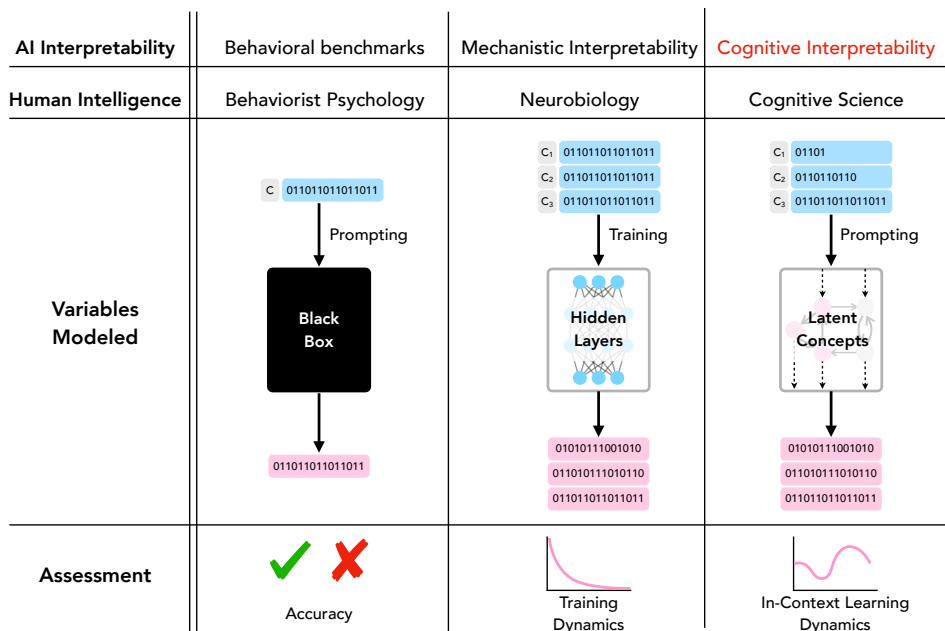 AI Interpretability
Behavioral benchmarks
Mechanistic Interpretability
Cognitive Interpretability
Human Intelligence
Behaviorist Psychology
Neurobiology
Cognitive Science
Variables
Modeled
C 011011011011011
Prompting
Black
Box
011011011011011
C₁ 011011011011011
C₂ 011011011011011
C₃ 011011011011011
Training
Hidden
Layers
01010111001010
011010111010110
011011011011011
C₁ 01101
C₂ 0110110110
C₃ 011011011011011
Prompting
Latent
Concepts
01010111001010
011010111010110
011011011011011
Assessment
Accuracy
Training
Dynamics
In-Context Learning
Dynamics